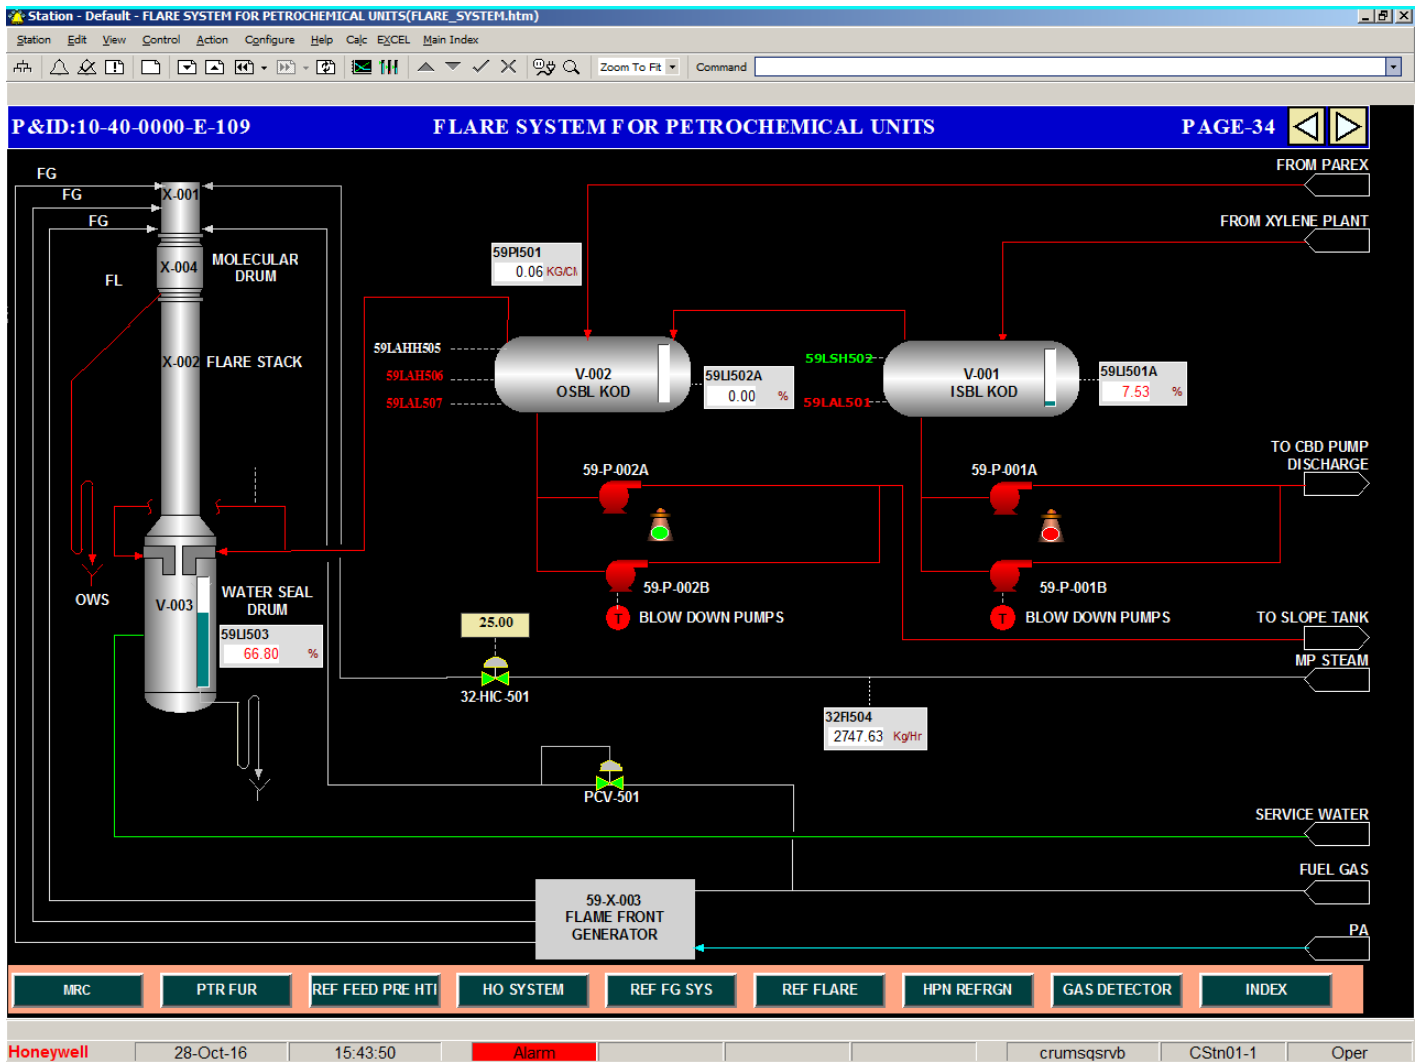 Station - Default - FLARE SYSTEM FOR PETROCHEMICAL UNITS(FLARE_SYSTEM.htm)
Station Edit View Control Action Configure Help Calc EXCEL Main Index
Zoom To Fit Command
P&ID:10-40-0000-E-109 FLARE SYSTEM FOR PETROCHEMICAL UNITS PAGE-34
FROM PAREX
FG
FG
X-001
FG
FROM XYLENE PLANT
59PI501
0.06 KG/C
MOLECULAR
DRUM
X-004
FL
59LAHH505
59LSH502
X-002 FLARE STACK
59LAH506
V-002
OSBL KOD
59LI502A
0.00 %
V-001
ISBL KOD
59LI501A
7.53 %
59LAL507
59LAL501
TO CBD PUMP
DISCHARGE
59-P-002A
59-P-001A
59-P-002B
59-P-001B
T BLOW DOWN PUMPS
T BLOW DOWN PUMPS
OWS
V-003
WATER SEAL
DRUM
59LI503
66.80 %
25.00
TO SLOPE TANK
MP STEAM
32-HIC-501
32FI504
2747.63 Kg/Hr
PCV-501
SERVICE WATER
FUEL GAS
59-X-003
FLAME FRONT
GENERATOR
PA
MRC PTR FUR REF FEED PRE HTI HO SYSTEM REF FG SYS REF FLARE HPN REFRGN GAS DETECTOR INDEX
Honeywell 28-Oct-16 15:43:50 Alarm crumsqsrvb CStn01-1 Oper